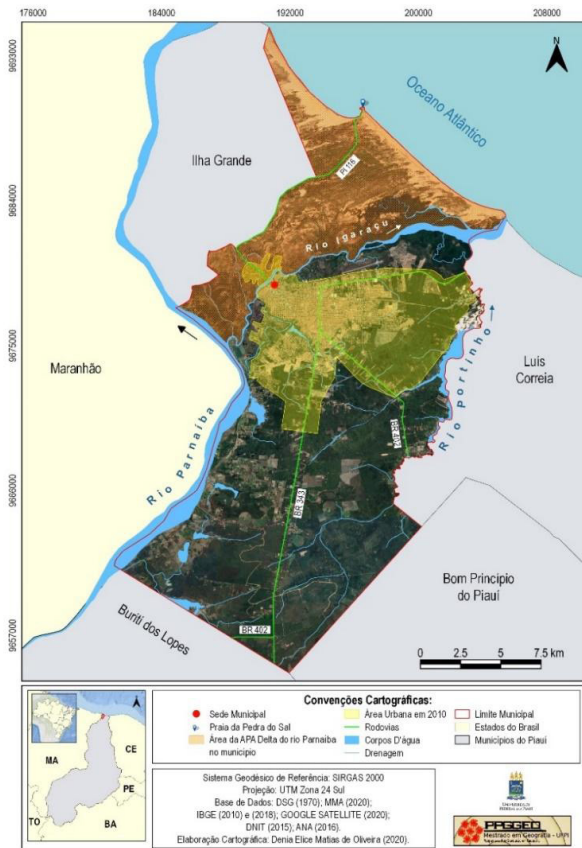 176000 184000 192000 200000 208000
9693000
9684000
9675000
9666000
9657000
N
Oceano Atlântico
Ilha Grande
PI 116
Rio Igaraçu
Maranhão
Luis
Correia
Rio Portinho
Rio Parnaíba
BR 343
Bom Princípio
do Piauí
Buriti dos Lopes
BR 402
0 2.5 5 7.5 km
Convenções Cartográficas:
Sede Municipal
Praia da Pedra do Sal
Área da APA Delta do rio Parnaíba
no município
Área Urbana em 2010
Rodovias
Corpos D'água
Drenagem
Límite Municipal
Estados do Brasil
Municípios do Piauí
MA
CE
PE
TO
BA
Sistema Geodésico de Referência: SIRGAS 2000
Projeção: UTM Zona 24 Sul
Base de Dados: DSG (1970); MMA (2020);
IBGE (2010) e (2018); GOOGLE SATELLITE (2020);
DNIT (2015); ANA (2016).
Elaboração Cartográfica: Denia Elice Matias de Oliveira (2020).
PPGGEO
Mestrado em Geografia - UFPI